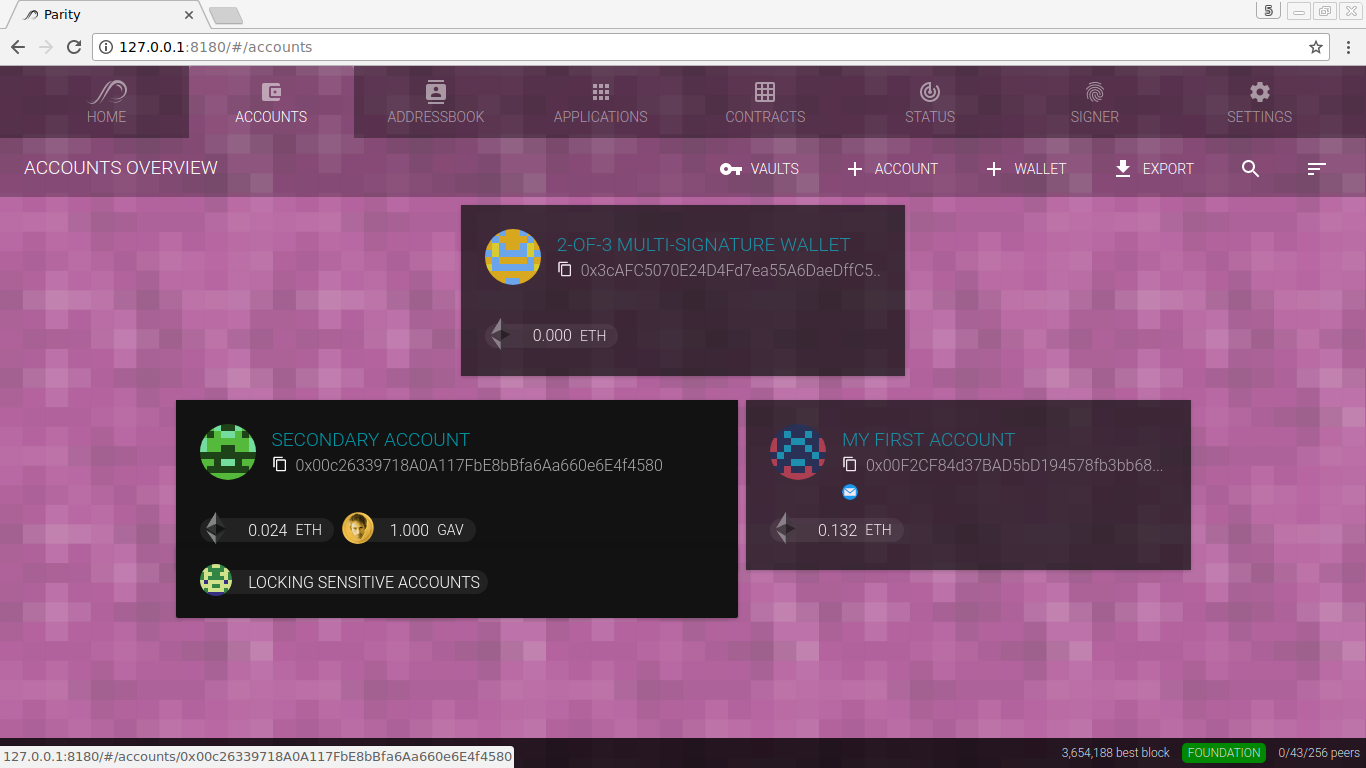 Parity
5
127.0.0.1:8180/#/accounts
HOME
ACCOUNTS
ADDRESSBOOK
APPLICATIONS
CONTRACTS
STATUS
SIGNER
SETTINGS
ACCOUNTS OVERVIEW
VAULTS
ACCOUNT
WALLET
EXPORT
2-OF-3 MULTI-SIGNATURE WALLET
0x3cAFC5070E24D4Fd7ea55A6DaeDffC5..
0.000 ETH
SECONDARY ACCOUNT
0x00c26339718A0A117FbE8bBfa6Aa660e6E4f4580
0.024 ETH
1.000 GAV
LOCKING SENSITIVE ACCOUNTS
MY FIRST ACCOUNT
0x00F2CF84d37BAD5bD194578fb3bb68...
0.132 ETH
127.0.0.1:8180/#/accounts/0x00c26339718A0A117FbE8bBfa6Aa660e6E4f4580
3,654,188 best block
FOUNDATION
0/43/256 peers